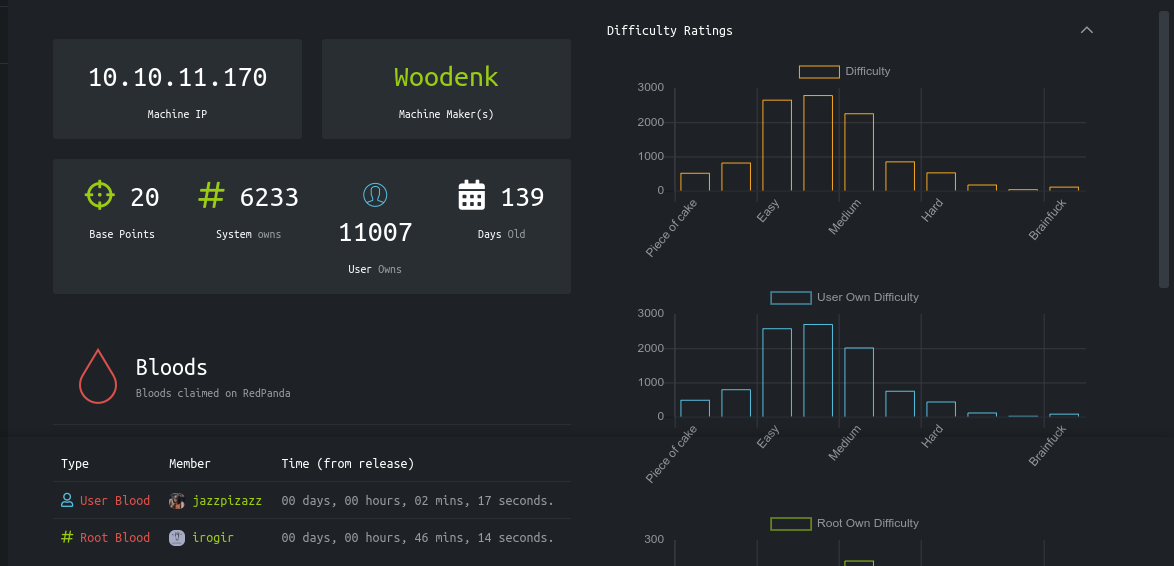 10.10.11.170
Machine IP
Woodenk
Machine Maker(s)
20
Base Points
6233
System owns
11007
User Owns
139
Days Old
Bloods
Bloods claimed on RedPanda
Type Member Time (from release)
User Blood jazzpizazz 00 days, 00 hours, 02 mins, 17 seconds.
Root Blood irogir 00 days, 00 hours, 46 mins, 14 seconds.
Difficulty Ratings
Difficulty
3000
2000
1000
0
Piece of cake Easy Medium Hard Brainfuck
User Own Difficulty
3000
2000
1000
0
Piece of cake Easy Medium Hard Brainfuck
Root Own Difficulty
300